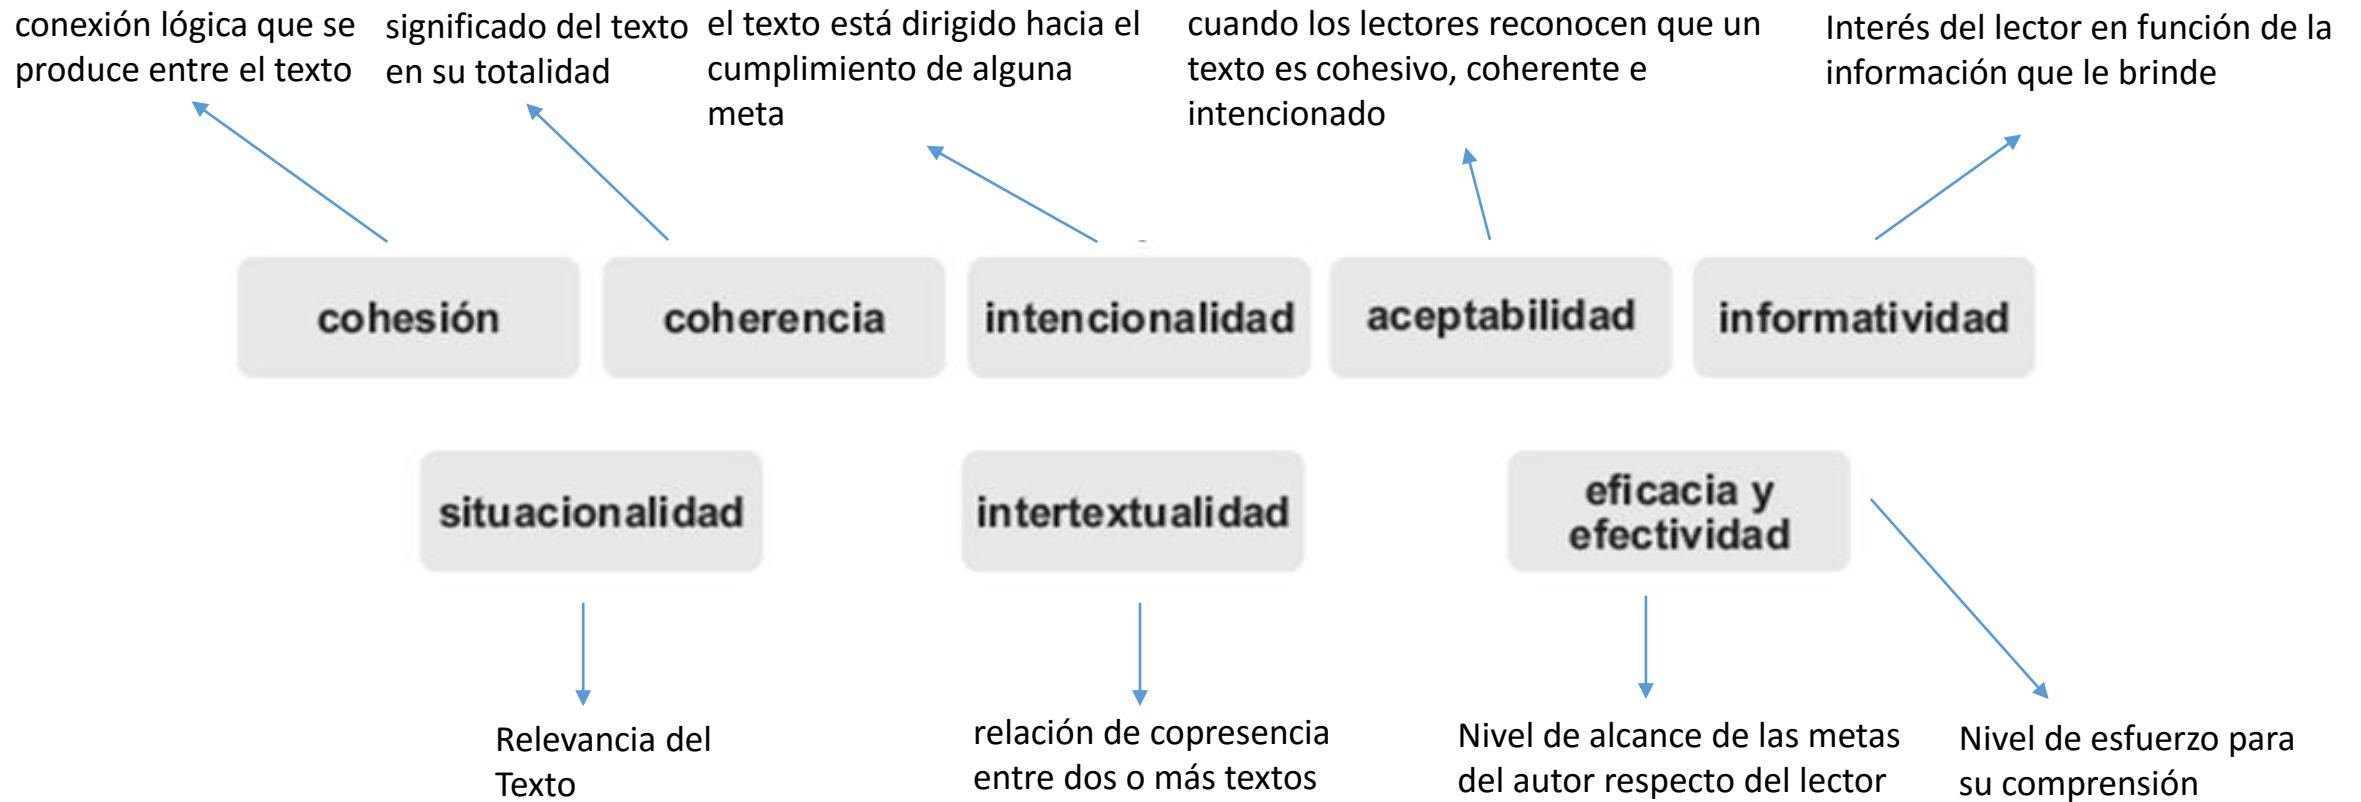 conexión lógica que se
produce entre el texto
significado del texto
en su totalidad
el texto está dirigido hacia el
cumplimiento de alguna
meta
cuando los lectores reconocen que un
texto es cohesivo, coherente e
intencionado
Interés del lector en función de la
información que le brinde
cohesión
coherencia
intencionalidad
aceptabilidad
informatividad
situacionalidad
intertextualidad
eficacia y
efectividad
Relevancia del
Texto
relación de copresencia
entre dos o más textos
Nivel de alcance de las metas
del autor respecto del lector
Nivel de esfuerzo para
su comprensión